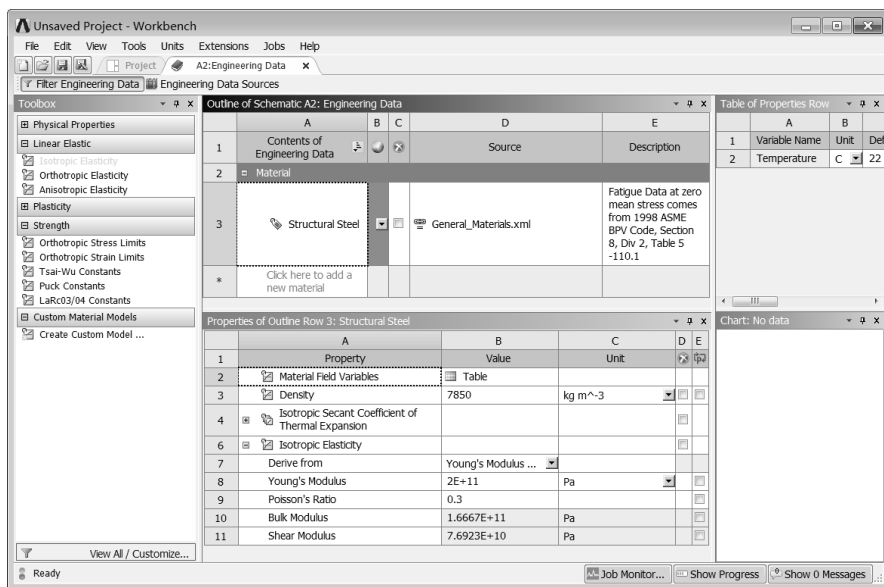 Unsaved Project - Workbench
File Edit View Tools Units Extensions Jobs Help
Project A2:Engineering Data x
Filter Engineering Data Engineering Data Sources
Toolbox
Physical Properties
Linear Elastic
Isotropic Elasticity
Orthotropic Elasticity
Anisotropic Elasticity
Plasticity
Strength
Orthotropic Stress Limits
Orthotropic Strain Limits
Tsai-Wu Constants
Puck Constants
LaRc03/04 Constants
Custom Material Models
Create Custom Model ...
View All / Customize...
Outline of Schematic A2: Engineering Data
A B C D E
1 Contents of Engineering Data Source Description
2 Material
3 Structural Steel General_Materials.xml Fatigue Data at zero
mean stress comes
from 1998 ASME
BPV Code, Section
8, Div 2, Table 5
-110.1
* Click here to add a
new material
Properties of Outline Row 3: Structural Steel
A B C D E
1 Property Value Unit
2 Material Field Variables Table
3 Density 7850 kg m^-3
4 Isotropic Secant Coefficient of
Thermal Expansion
6 Isotropic Elasticity
7 Derive from Young's Modulus ...
8 Young's Modulus 2E+11 Pa
9 Poisson's Ratio 0.3
10 Bulk Modulus 1.6667E+11 Pa
11 Shear Modulus 7.6923E+10 Pa
Table of Properties Row
A B
1 Variable Name Unit Def
2 Temperature C 22
Chart: No data
Ready
Job Monitor... Show Progress Show 0 Messages